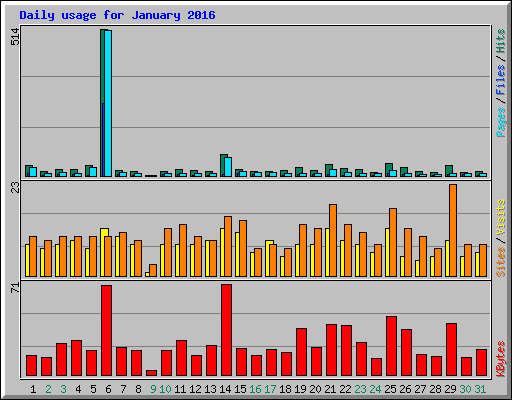 Daily usage for January 2016
514
Pages / Files / Hits
23
Sites / Visits
71
KBytes
1 2 3 4 5 6 7 8 9 10 11 12 13 14 15 16 17 18 19 20 21 22 23 24 25 26 27 28 29 30 31